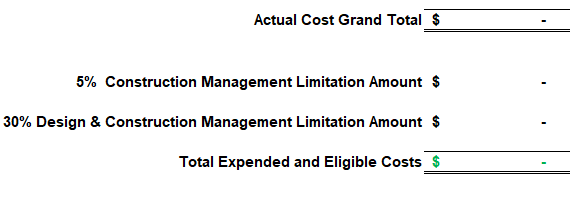 Actual Cost Grand Total $ -
5% Construction Management Limitation Amount $ -
30% Design & Construction Management Limitation Amount $ -
Total Expended and Eligible Costs $ -